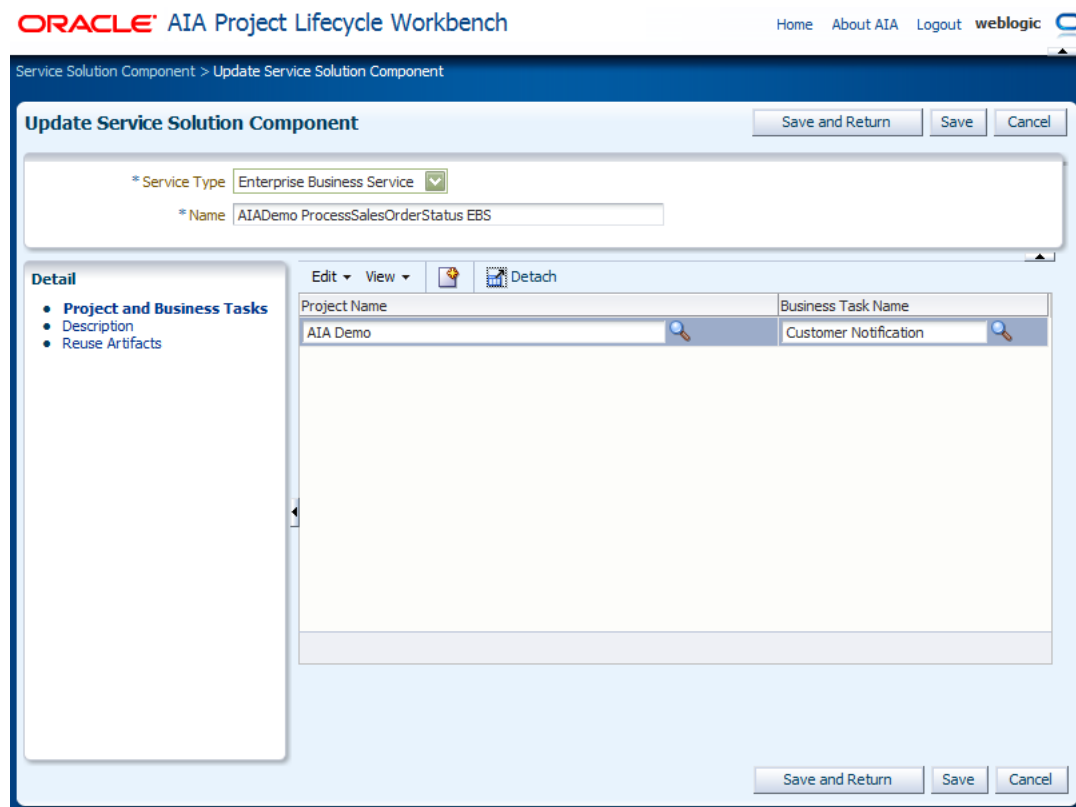 ORACLE AIA Project Lifecycle Workbench Home About AIA Logout weblogic
Service Solution Component > Update Service Solution Component
Update Service Solution Component Save and Return Save Cancel
* Service Type Enterprise Business Service
* Name AIADemo ProcessSalesOrderStatus EBS
Detail
• Project and Business Tasks
• Description
• Reuse Artifacts
Edit View Detach
Project Name Business Task Name
AIA Demo Customer Notification
Save and Return Save Cancel